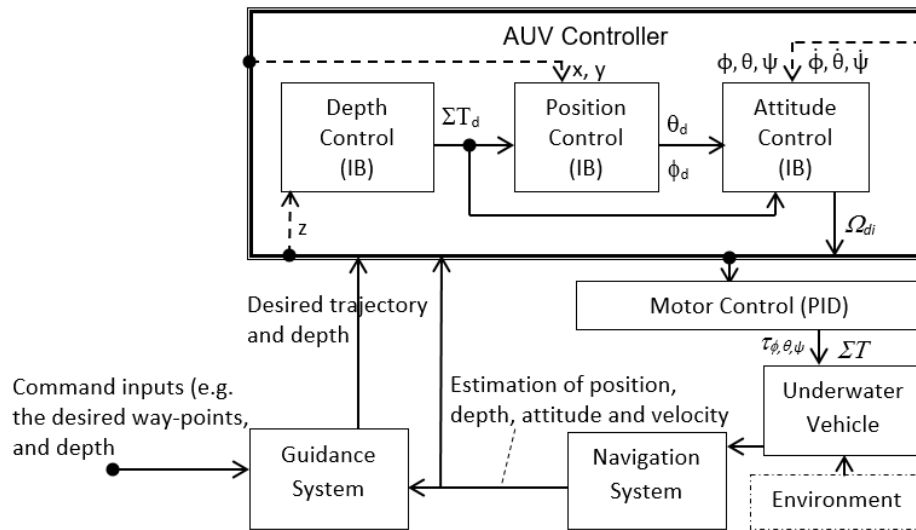 AUV Controller
x, y
ϕ, θ, ψ
ϕ̇, θ̇, ψ̇
Depth
Control
(IB)
ΣT_d
Position
Control
(IB)
θ_d
ϕ_d
Attitude
Control
(IB)
z
Ω_di
Desired trajectory
and depth
Motor Control (PID)
τ_ϕ,θ,ψ
ΣT
Command inputs (e.g.
the desired way-points,
and depth
Estimation of position,
depth, attitude and velocity
Underwater
Vehicle
Guidance
System
Navigation
System
Environment